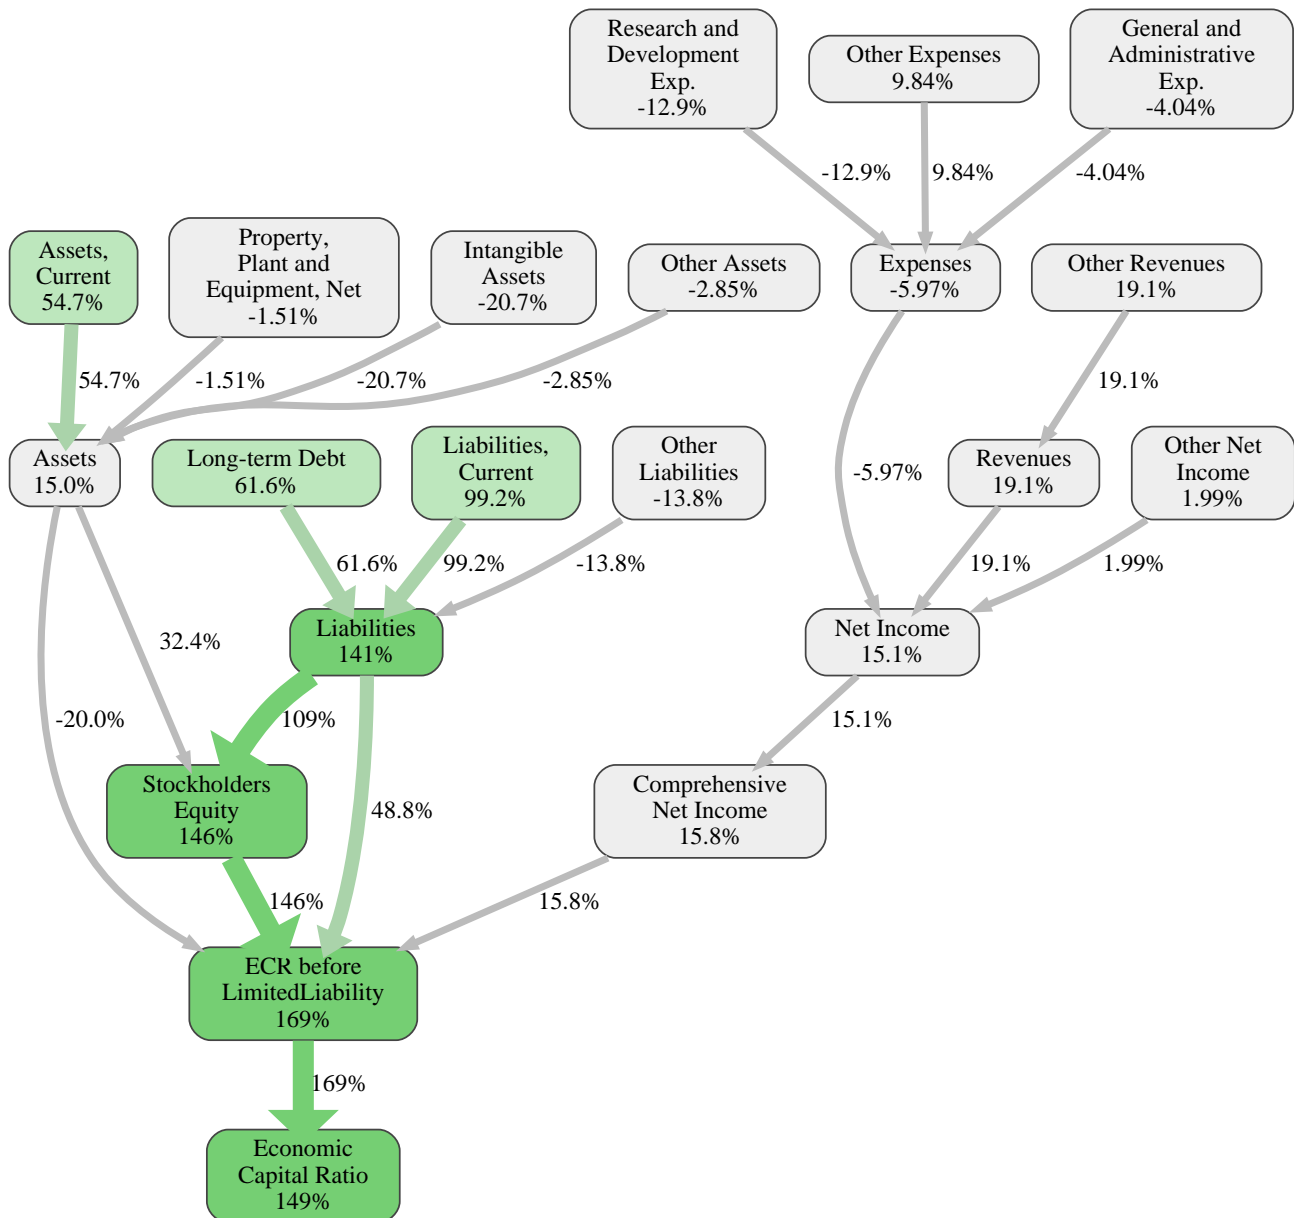 Research and
Development
Exp.
-12.9%
Other Expenses
9.84%
General and
Administrative
Exp.
-4.04%
-12.9%
9.84%
-4.04%
Assets,
Current
54.7%
Property,
Plant and
Equipment, Net
-1.51%
Intangible
Assets
-20.7%
Other Assets
-2.85%
Expenses
-5.97%
Other Revenues
19.1%
54.7%
-1.51%
-20.7%
-2.85%
19.1%
Assets
15.0%
Long-term Debt
61.6%
Liabilities,
Current
99.2%
Other
Liabilities
-13.8%
-5.97%
Revenues
19.1%
Other Net
Income
1.99%
61.6%
99.2%
-13.8%
19.1%
1.99%
Liabilities
141%
Net Income
15.1%
32.4%
-20.0%
109%
15.1%
Stockholders
Equity
146%
48.8%
Comprehensive
Net Income
15.8%
146%
15.8%
ECR before
LimitedLiability
169%
169%
Economic
Capital Ratio
149%